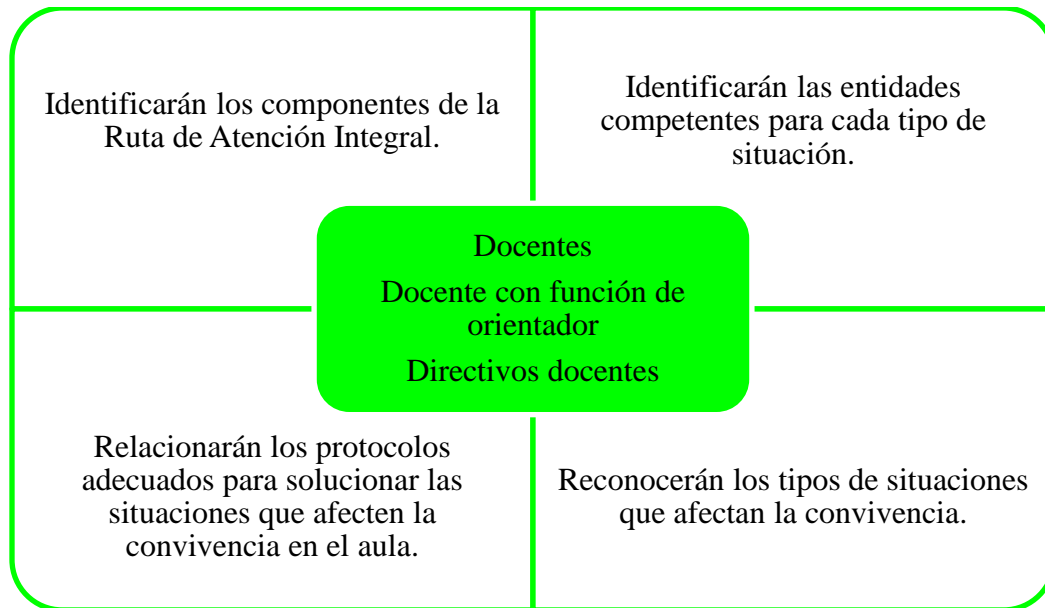 Identificarán los componentes de la
Ruta de Atención Integral.
Identificarán las entidades
competentes para cada tipo de
situación.
Docentes
Docente con función de
orientador
Directivos docentes
Relacionarán los protocolos
adecuados para solucionar las
situaciones que afecten la
convivencia en el aula.
Reconocerán los tipos de situaciones
que afectan la convivencia.